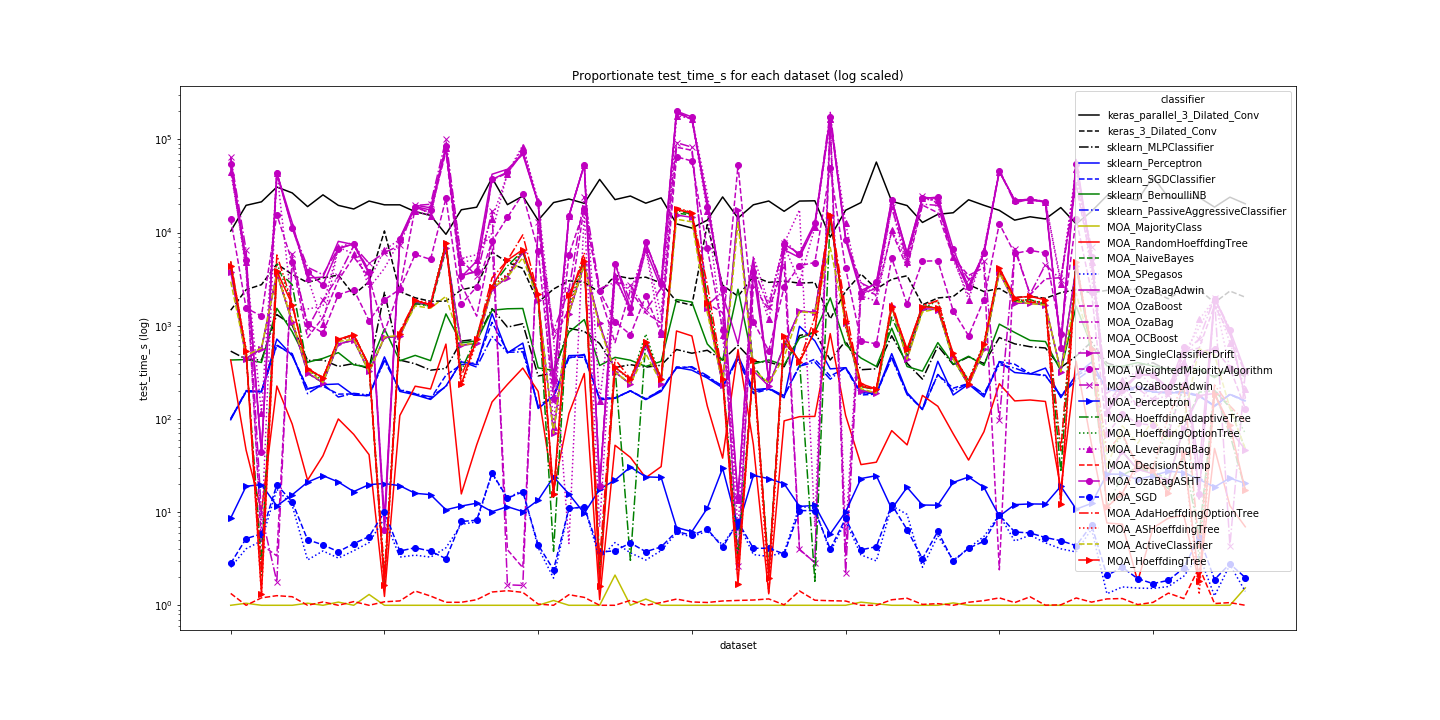 Proportionate test_time_s for each dataset (log scaled)
test_time_s (log)
10^5
10^4
10^3
10^2
10^1
10^0
dataset
classifier
keras_parallel_3_Dilated_Conv
keras_3_Dilated_Conv
sklearn_MLPClassifier
sklearn_Perceptron
sklearn_SGDClassifier
sklearn_BernoulliNB
sklearn_PassiveAggressiveClassifier
MOA_MajorityClass
MOA_RandomHoeffdingTree
MOA_NaiveBayes
MOA_SPegasos
MOA_OzaBagAdwin
MOA_OzaBoost
MOA_OzaBag
MOA_OCBoost
MOA_SingleClassifierDrift
MOA_WeightedMajorityAlgorithm
MOA_OzaBoostAdwin
MOA_Perceptron
MOA_HoeffdingAdaptiveTree
MOA_HoeffdingOptionTree
MOA_LeveragingBag
MOA_DecisionStump
MOA_OzaBagASHT
MOA_SGD
MOA_AdaHoeffdingOptionTree
MOA_ASHoeffdingTree
MOA_ActiveClassifier
MOA_HoeffdingTree